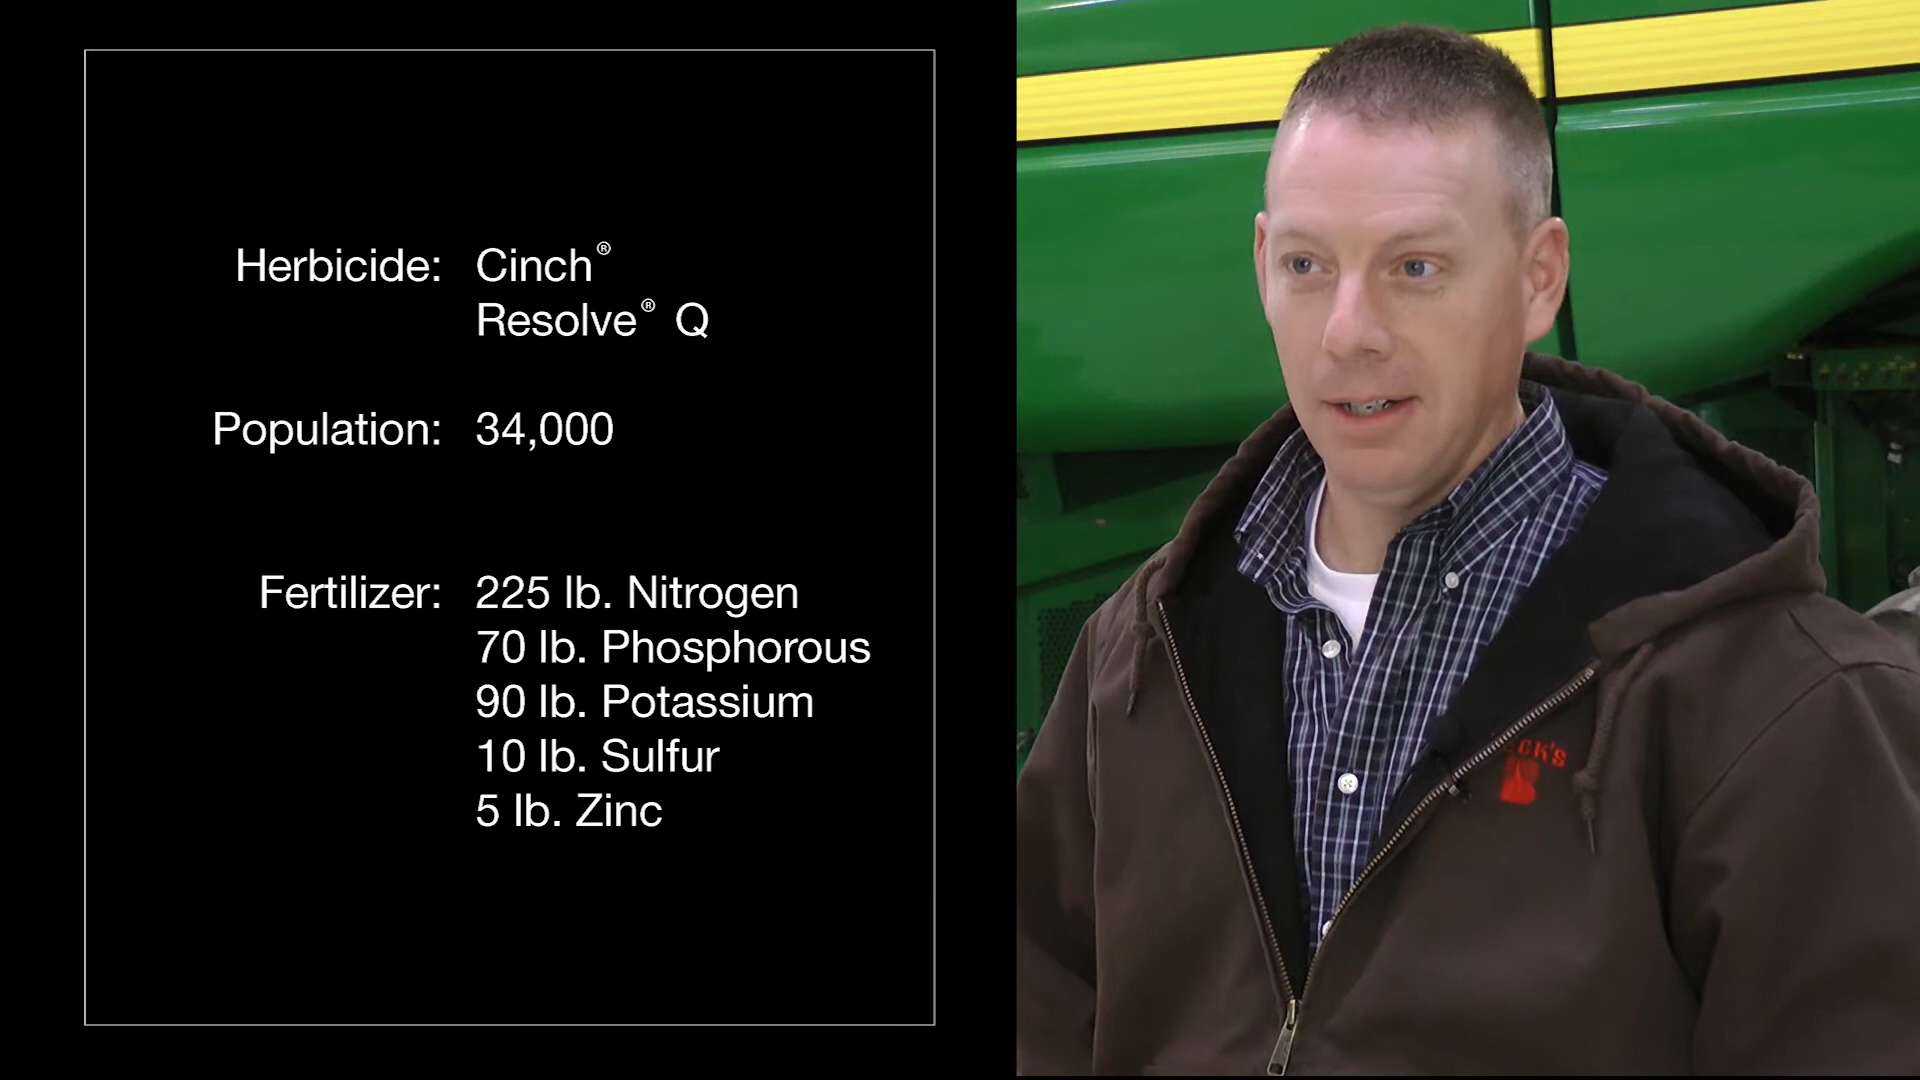 Herbicide: Cinch®
Resolve® Q
Population: 34,000
Fertilizer: 225 lb. Nitrogen
70 lb. Phosphorous
90 lb. Potassium
10 lb. Sulfur
5 lb. Zinc